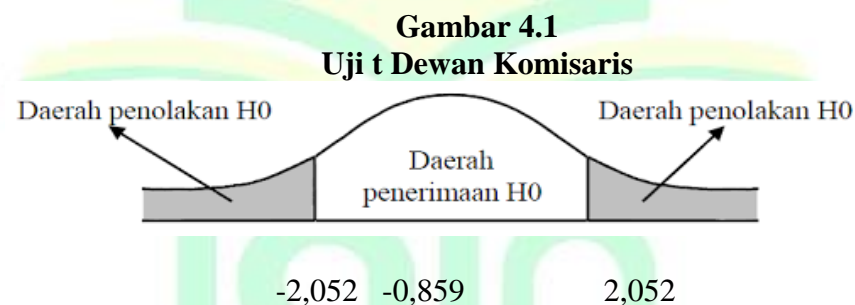 Gambar 4.1
Uji t Dewan Komisaris
Daerah penolakan H0
Daerah penolakan H0
Daerah
penerimaan H0
-2,052 -0,859 2,052